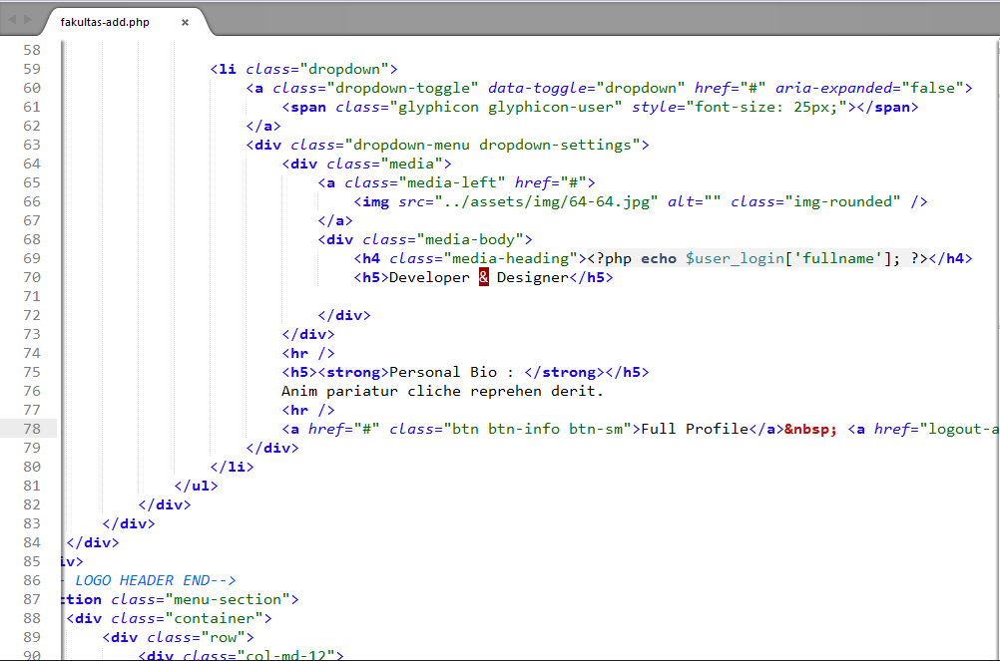 fakultas-add.php ×
58
59 <li class="dropdown">
60 <a class="dropdown-toggle" data-toggle="dropdown" href="#" aria-expanded="false">
61 <span class="glyphicon glyphicon-user" style="font-size: 25px;"></span>
62 </a>
63 <div class="dropdown-menu dropdown-settings">
64 <div class="media">
65 <a class="media-left" href="#">
66 <img src="../assets/img/64-64.jpg" alt="" class="img-rounded" />
67 </a>
68 <div class="media-body">
69 <h4 class="media-heading"><?php echo $user_login['fullname']; ?></h4>
70 <h5>Developer & Designer</h5>
71
72 </div>
73 </div>
74 <hr />
75 <h5><strong>Personal Bio : </strong></h5>
76 Anim pariatur cliche reprehen derit.
77 <hr />
78 <a href="#" class="btn btn-info btn-sm">Full Profile</a>&nbsp; <a href="logout-a
79 </div>
80 </li>
81 </ul>
82 </div>
83 </div>
84 </div>
85 iv>
86 - LOGO HEADER END-->
87 ction class="menu-section">
88 <div class="container">
89 <div class="row">
90 <div class="col-md-12">